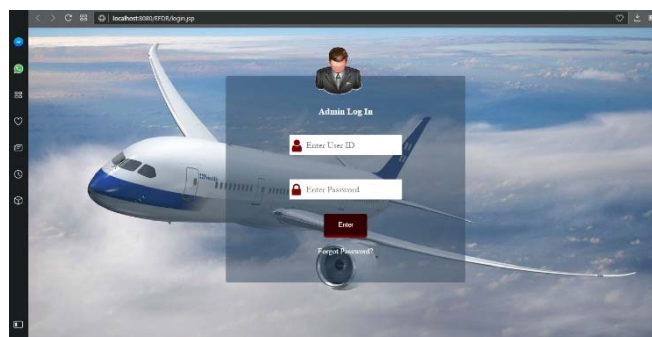 localhost:8080/EFDR/login.jsp
Admin Log In
Enter User ID
Enter Password
Enter
Forgot Password?